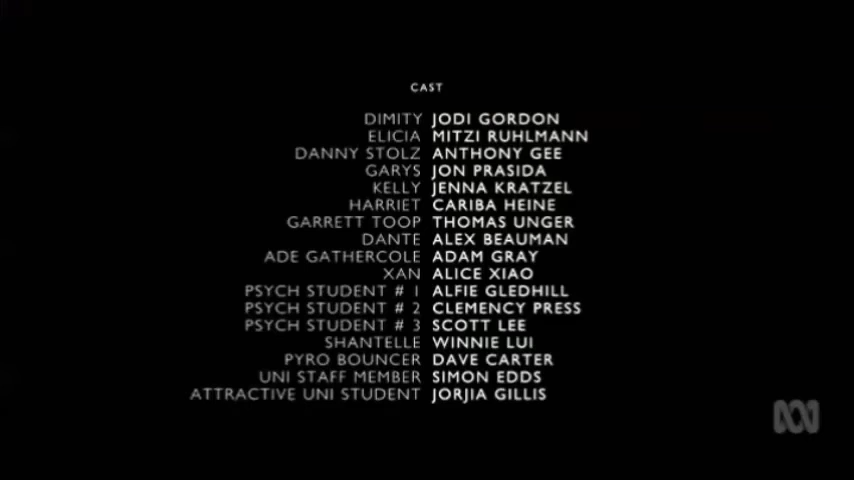 CAST
DIMITY JODI GORDON
ELICIA MITZI RUHLMANN
DANNY STOLZ ANTHONY GEE
GARYS JON PRASIDA
KELLY JENNA KRATZEL
HARRIET CARIBA HEINE
GARRETT TOOP THOMAS UNGER
DANTE ALEX BEAUMAN
ADE GATHERCOLE ADAM GRAY
XAN ALICE XIAO
PSYCH STUDENT # 1 ALFIE GLEDHILL
PSYCH STUDENT # 2 CLEMENCY PRESS
PSYCH STUDENT # 3 SCOTT LEE
SHANTELLE WINNIE LUI
PYRO BOUNCER DAVE CARTER
UNI STAFF MEMBER SIMON EDDS
ATTRACTIVE UNI STUDENT JORJIA GILLIS